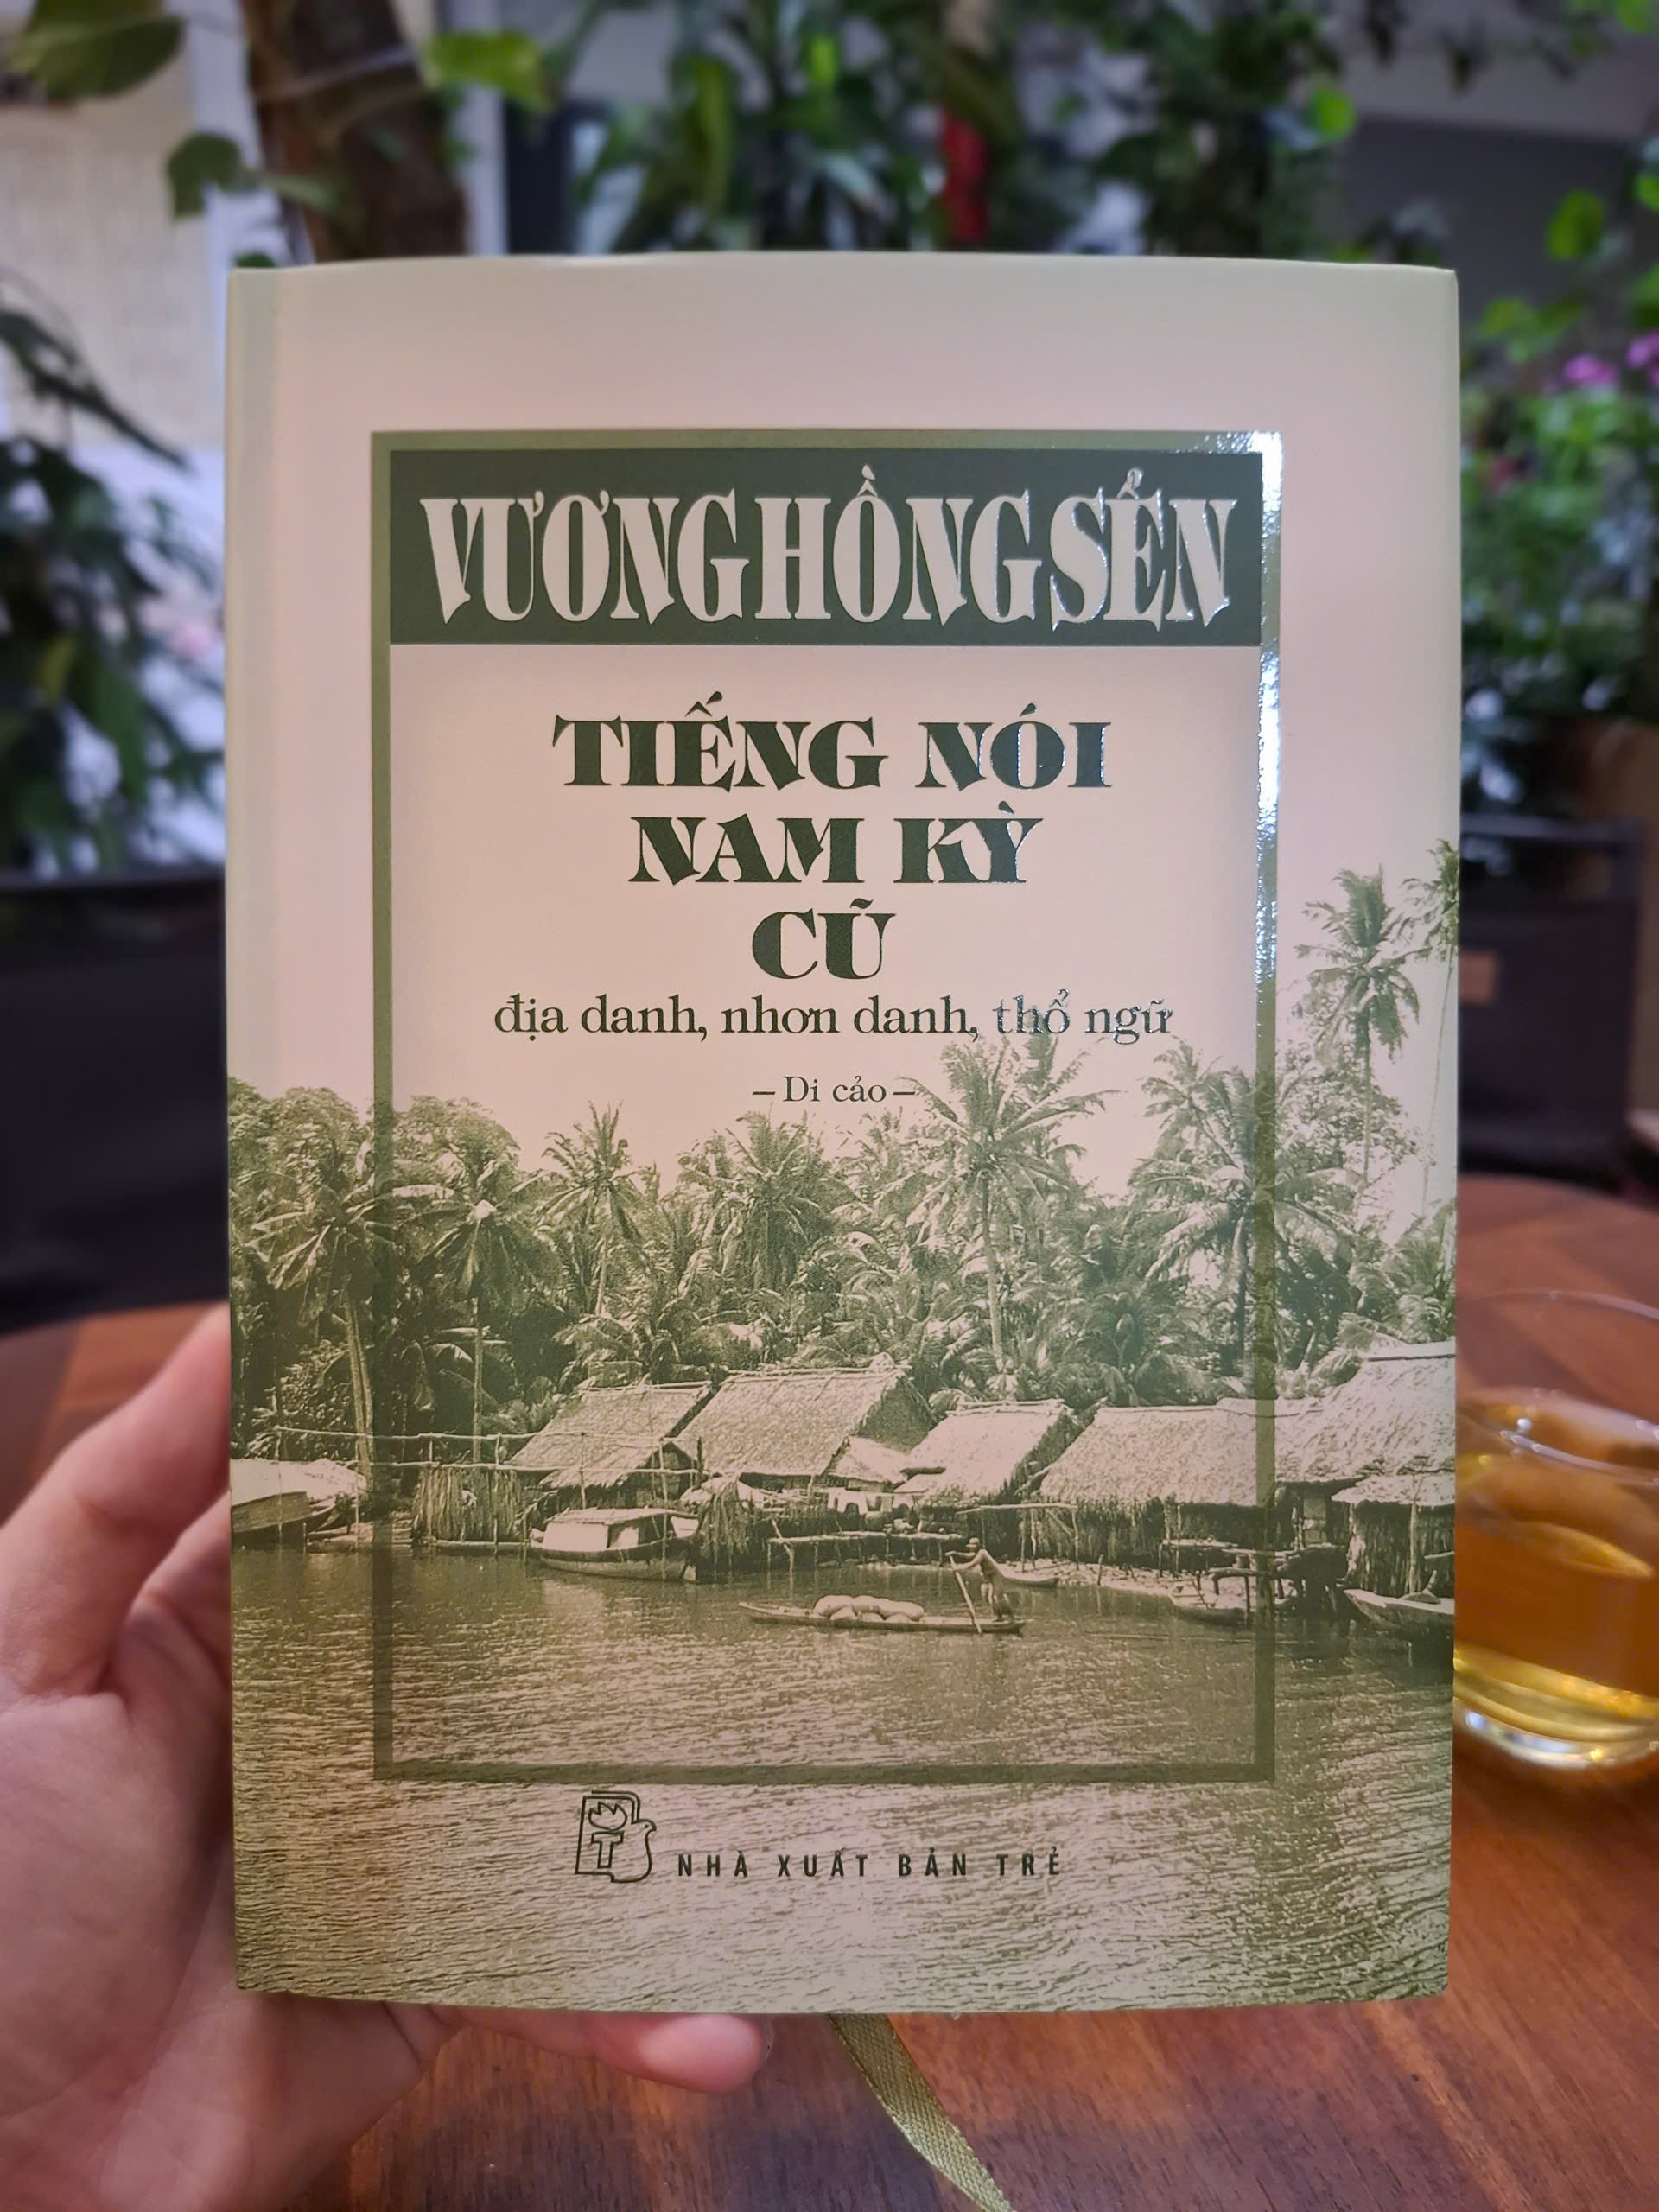 VƯƠNG HỒNG SỂN
TIẾNG NÓI
NAM KỲ
CŨ
địa danh, nhơn danh, thổ ngữ
– Di cảo –
T
NHÀ XUẤT BẢN TRẺ